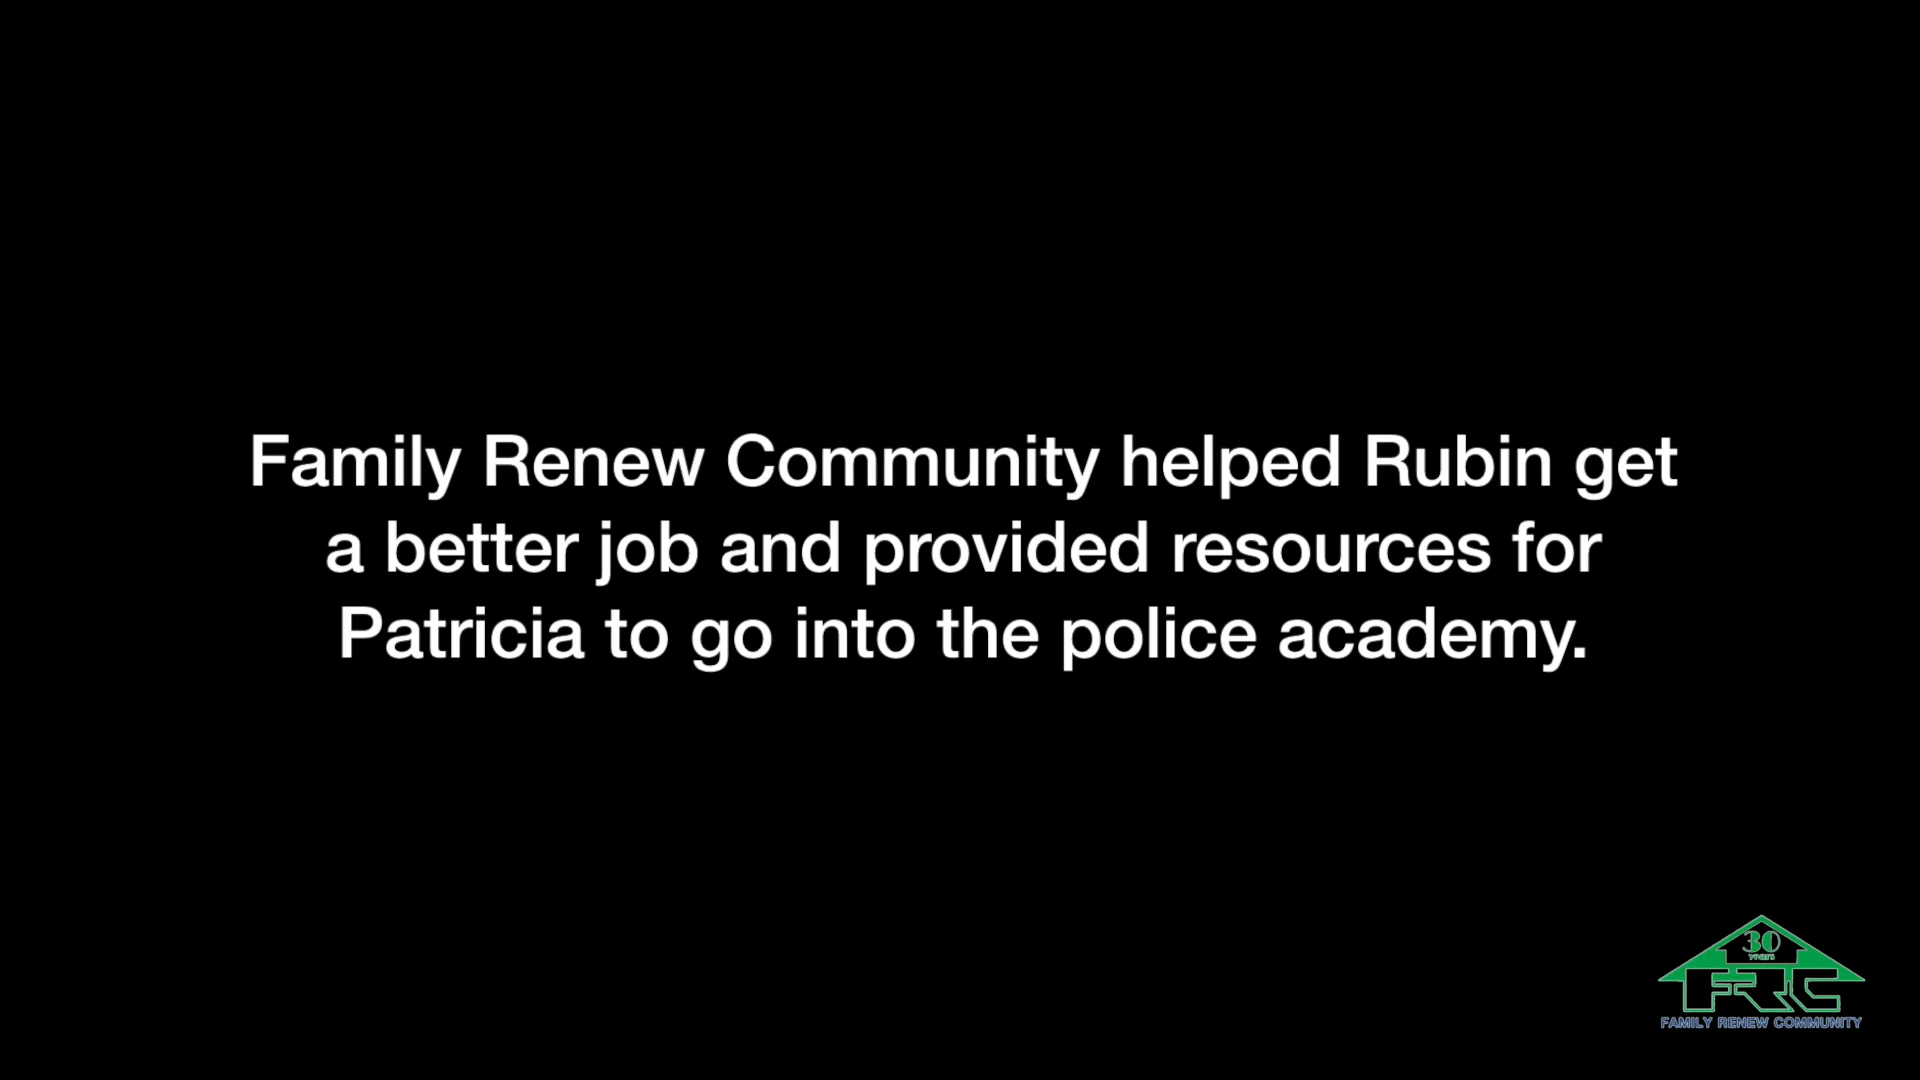 Family Renew Community helped Rubin get
a better job and provided resources for
Patricia to go into the police academy.
30
years
FRC
FAMILY RENEW COMMUNITY